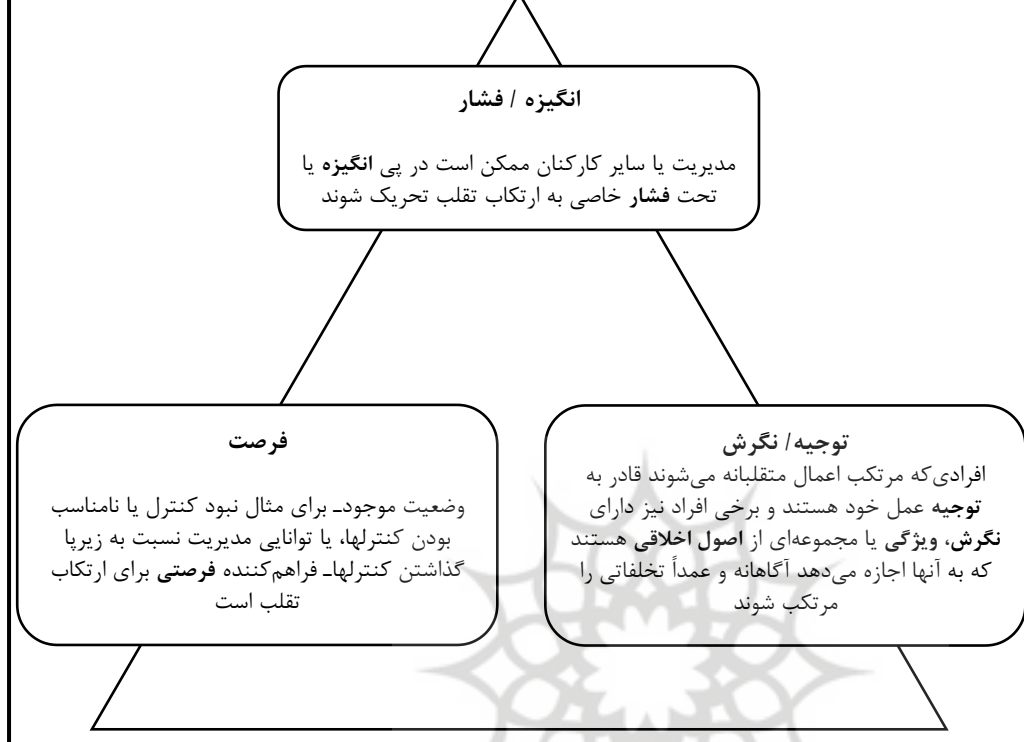 انگیزه / فشار
مدیریت یا سایر کارکنان ممکن است در پی انگیزه یا
تحت فشار خاصی به ارتکاب تقلب تحریک شوند
توجیه/ نگرش
افرادی‌که مرتکب اعمال متقلبانه می‌شوند قادر به
توجیه عمل خود هستند و برخی افراد نیز دارای
نگرش، ویژگی یا مجموعه‌ای از اصول اخلاقی هستند
که به آنها اجازه می‌دهد آگاهانه و عمداً تخلفاتی را
مرتکب شوند
فرصت
وضعیت موجودـ برای مثال نبود کنترل یا نامناسب
بودن کنترلها، یا توانایی مدیریت نسبت به زیرپا
گذاشتن کنترلهاـ فراهم‌کننده فرصتی برای ارتکاب
تقلب است